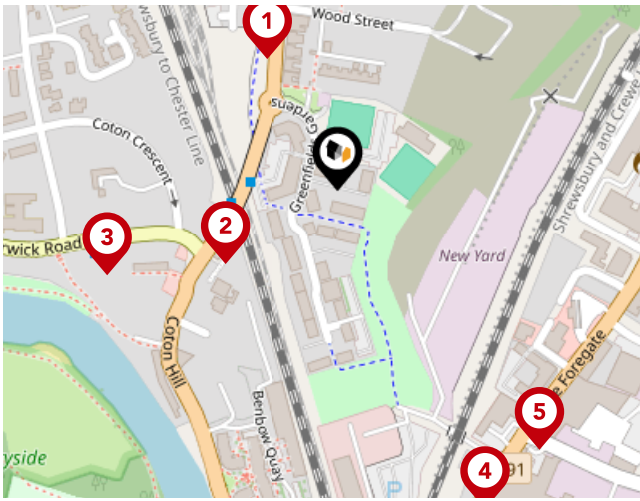 1
Wood Street
wsbury to Chester Line
Shrewsbury and Crewe
Coton Crescent
Greenfields Gardens
2
3
rwick Road
New Yard
Coton Hill
e Foregate
Benbow Quay
5
4
91
P
yside